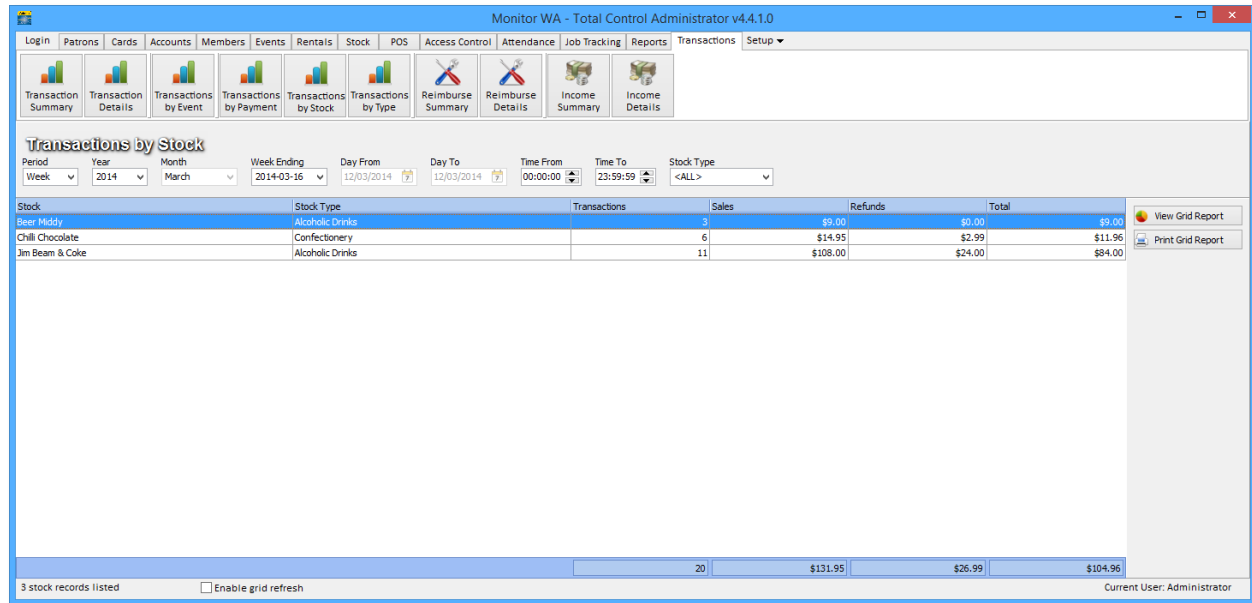 Monitor WA - Total Control Administrator v4.4.1.0
Login Patrons Cards Accounts Members Events Rentals Stock POS Access Control Attendance Job Tracking Reports Transactions Setup
Transaction Summary Transaction Details Transactions by Event Transactions by Payment Transactions by Stock Transactions by Type Reimburse Summary Reimburse Details Income Summary Income Details
Transactions by Stock
Period Year Month Week Ending Day From Day To Time From Time To Stock Type
Week 2014 March 2014-03-16 12/03/2014 12/03/2014 00:00:00 23:59:59 <ALL>
Stock Stock Type Transactions Sales Refunds Total
Beer Middy Alcoholic Drinks 3 $9.00 $0.00 $9.00
Chilli Chocolate Confectionery 6 $14.95 $2.99 $11.96
Jim Beam & Coke Alcoholic Drinks 11 $108.00 $24.00 $84.00
View Grid Report
Print Grid Report
20 $131.95 $26.99 $104.96
3 stock records listed Enable grid refresh Current User: Administrator